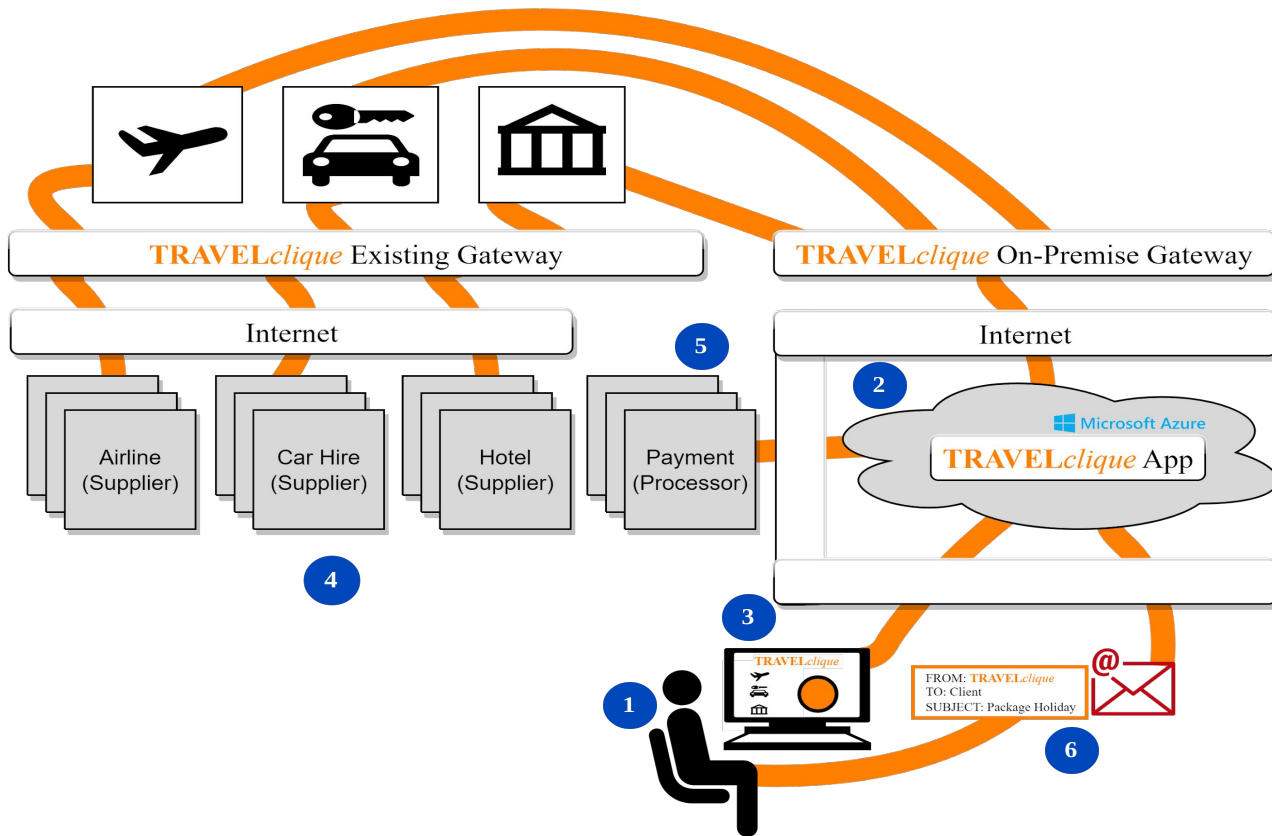 TRAVELclique Existing Gateway
TRAVELclique On-Premise Gateway
Internet
Internet
5
2
Microsoft Azure
TRAVELclique App
Airline
(Supplier)
Car Hire
(Supplier)
Hotel
(Supplier)
Payment
(Processor)
4
3
TRAVELclique
1
@
FROM: TRAVELclique
TO: Client
SUBJECT: Package Holiday
6